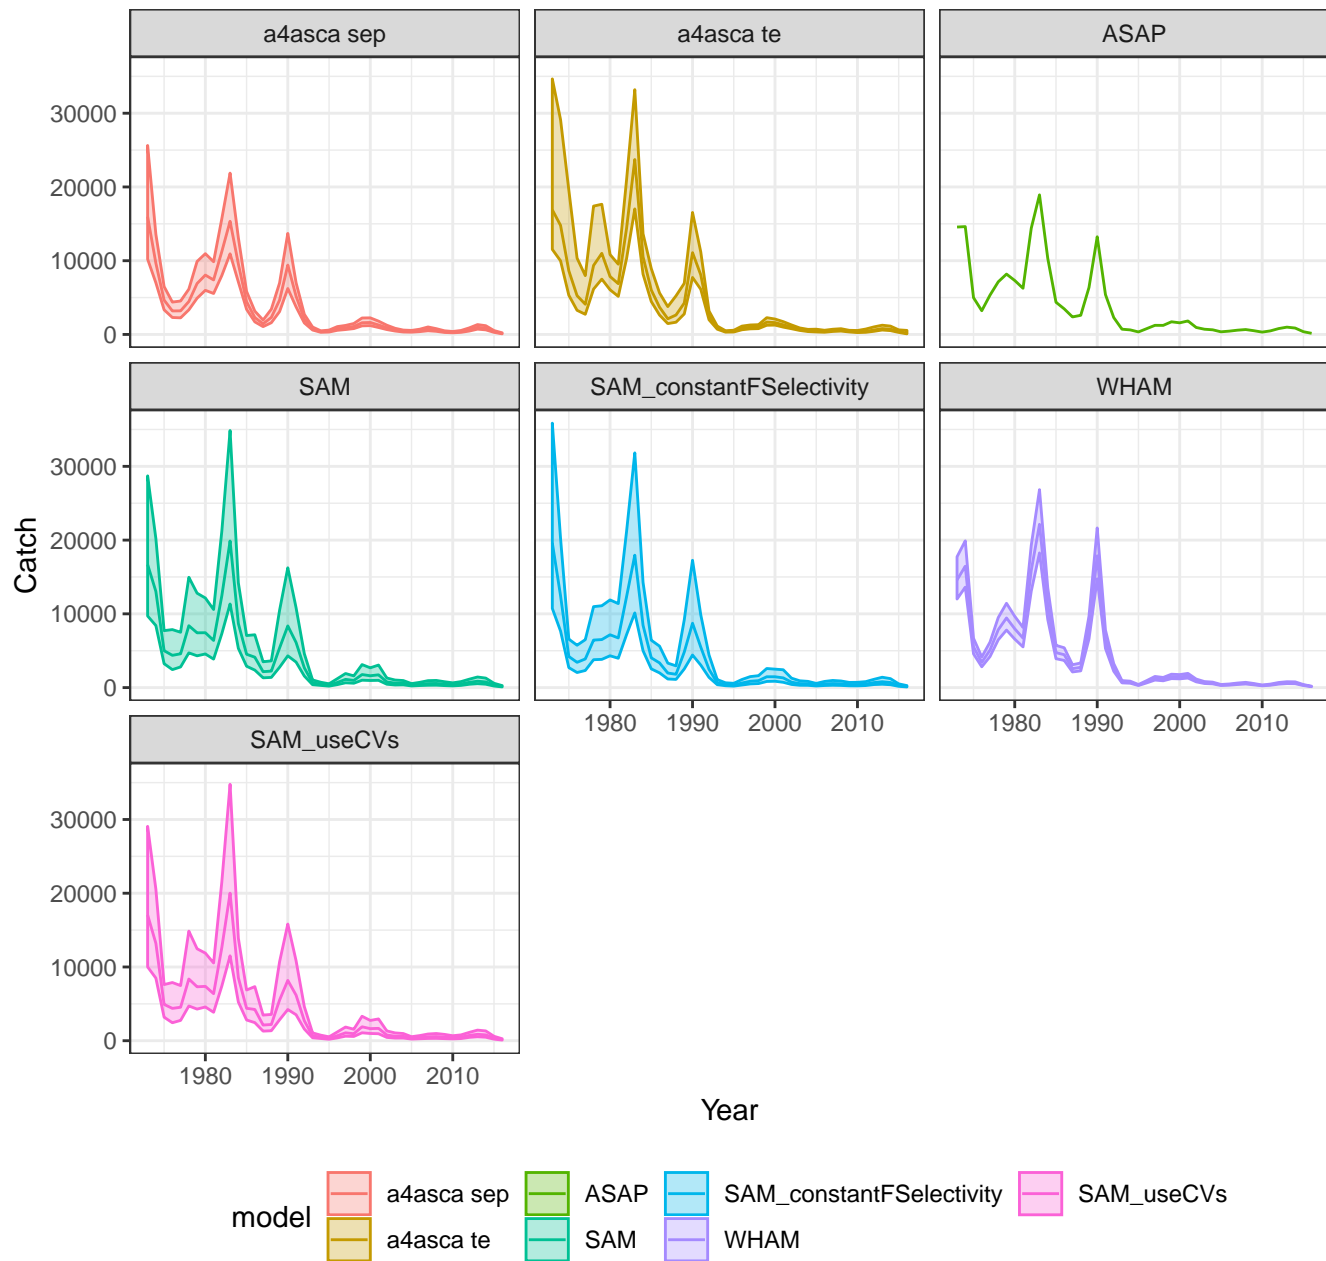 a4asca sep
a4asca te
ASAP
30000
20000
10000
0
SAM
SAM_constantFSelectivity
WHAM
30000
20000
10000
0
1980 1990 2000 2010
1980 1990 2000 2010
SAM_useCVs
30000
20000
10000
0
1980 1990 2000 2010
Catch
Year
model
a4asca sep
a4asca te
ASAP
SAM
SAM_constantFSelectivity
WHAM
SAM_useCVs